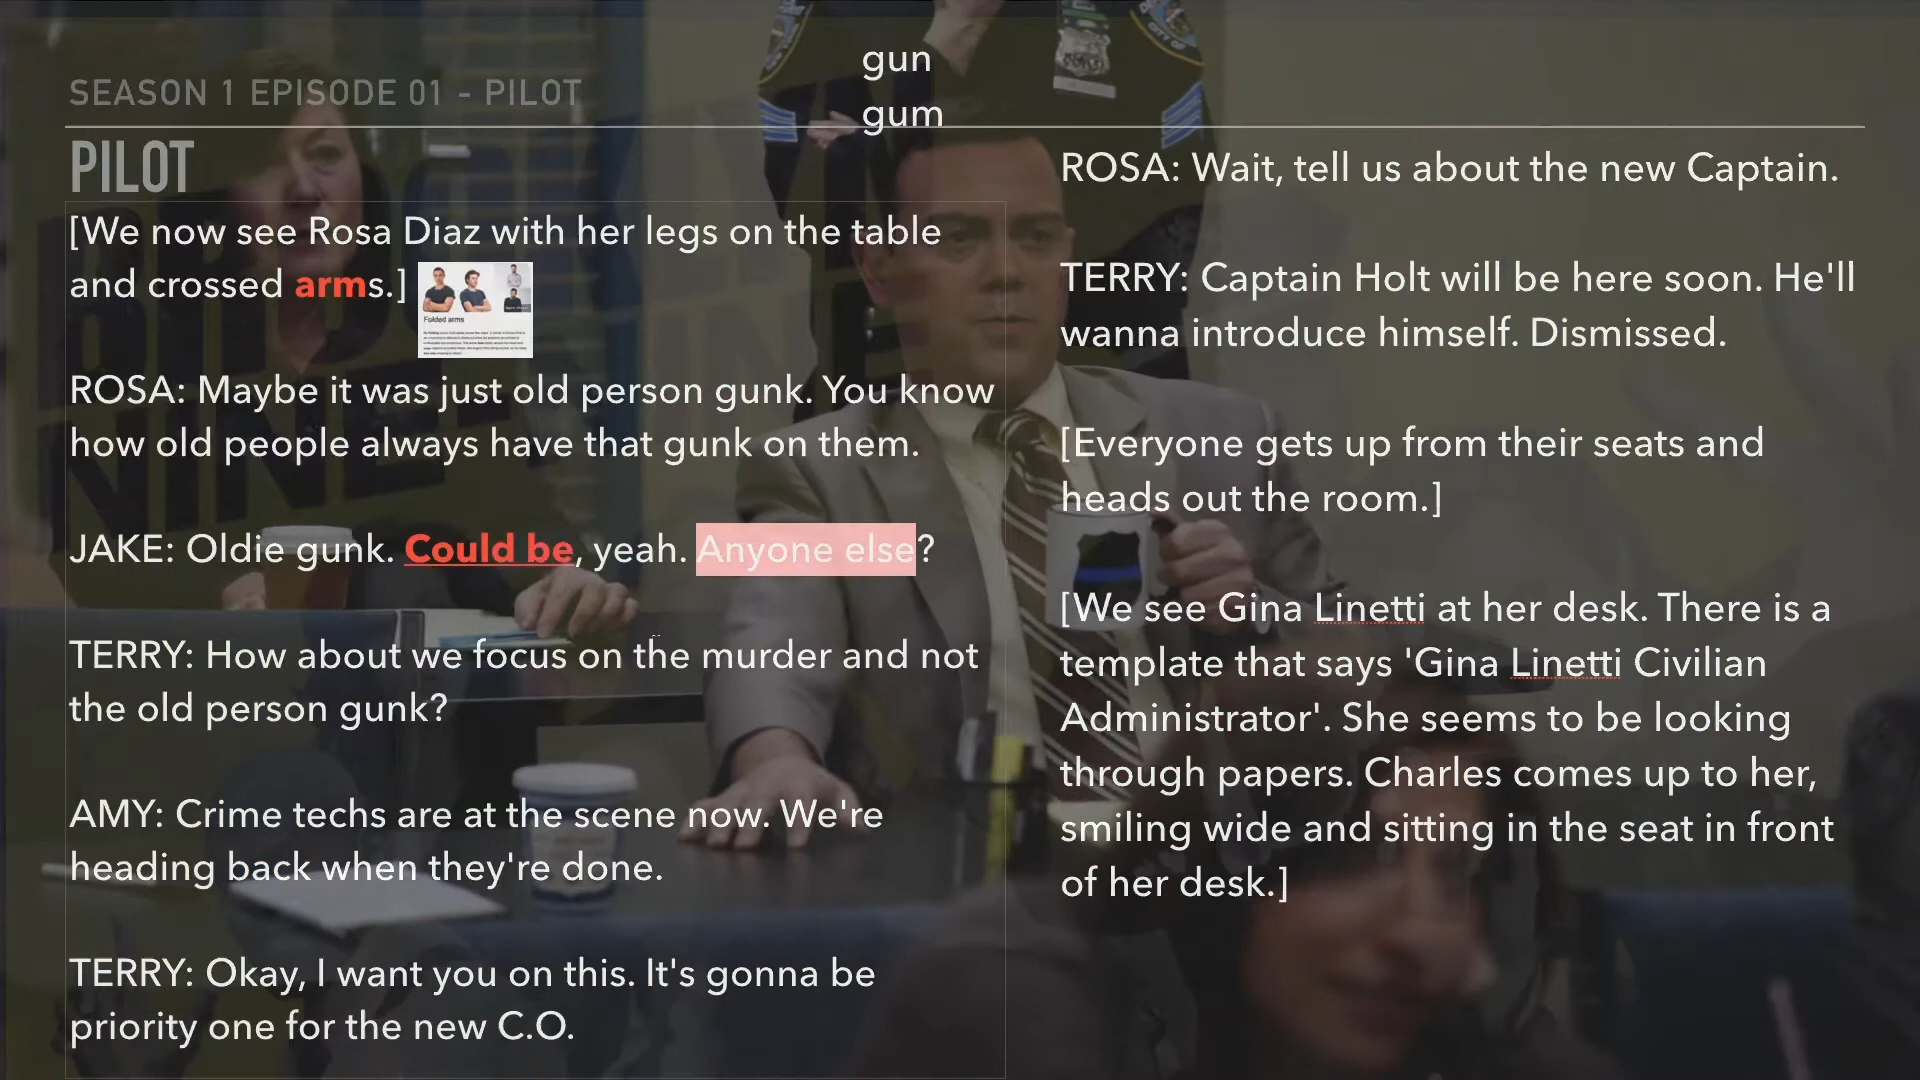 gun
gum
SEASON 1 EPISODE 01 - PILOT
PILOT
[We now see Rosa Diaz with her legs on the table
and crossed arms.]
Folded arms
ROSA: Maybe it was just old person gunk. You know
how old people always have that gunk on them.
JAKE: Oldie gunk. Could be, yeah. Anyone else?
TERRY: How about we focus on the murder and not
the old person gunk?
AMY: Crime techs are at the scene now. We're
heading back when they're done.
TERRY: Okay, I want you on this. It's gonna be
priority one for the new C.O.
ROSA: Wait, tell us about the new Captain.
TERRY: Captain Holt will be here soon. He'll
wanna introduce himself. Dismissed.
[Everyone gets up from their seats and
heads out the room.]
[We see Gina Linetti at her desk. There is a
template that says 'Gina Linetti Civilian
Administrator'. She seems to be looking
through papers. Charles comes up to her,
smiling wide and sitting in the seat in front
of her desk.]